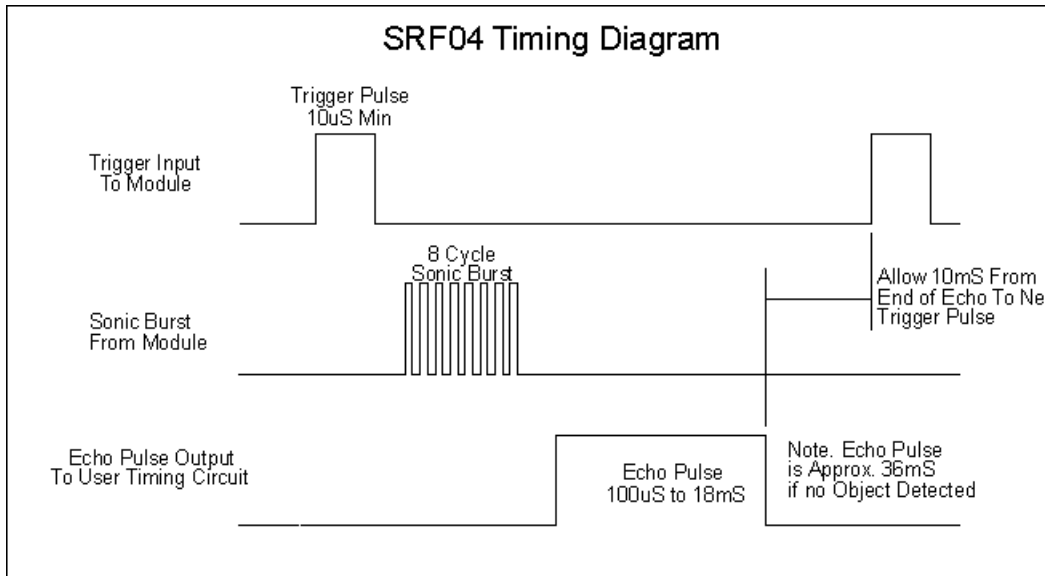 SRF04 Timing Diagram
Trigger Pulse
10uS Min
Trigger Input
To Module
8 Cycle
Sonic Burst
Allow 10mS From
End of Echo To Ne
Trigger Pulse
Sonic Burst
From Module
Echo Pulse Output
To User Timing Circuit
Echo Pulse
100uS to 18mS
Note. Echo Pulse
is Approx. 36mS
if no Object Detected